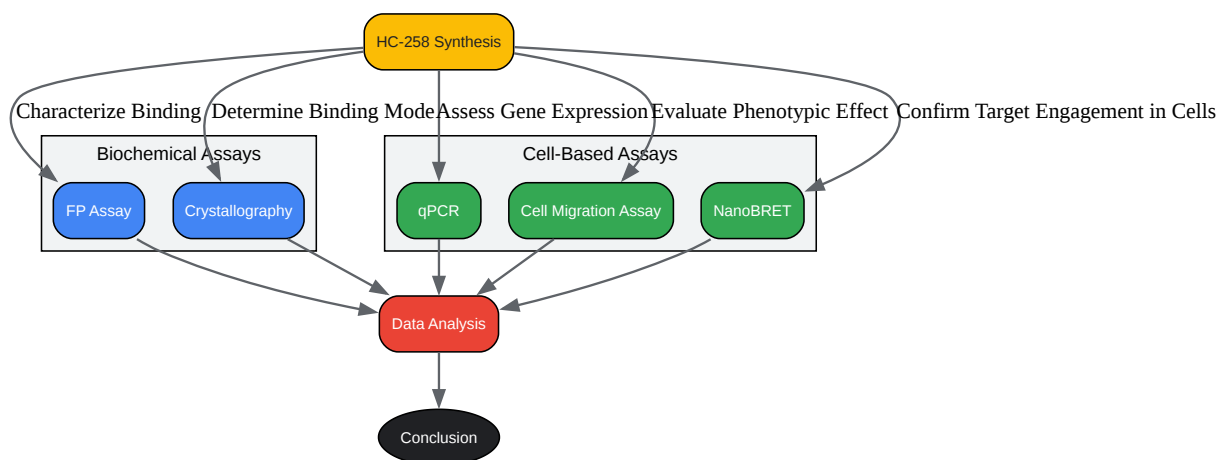 HC-258 Synthesis
Characterize Binding
Determine Binding Mode
Assess Gene Expression
Evaluate Phenotypic Effect
Confirm Target Engagement in Cells
Biochemical Assays
Cell-Based Assays
FP Assay
Crystallography
qPCR
Cell Migration Assay
NanoBRET
Data Analysis
Conclusion